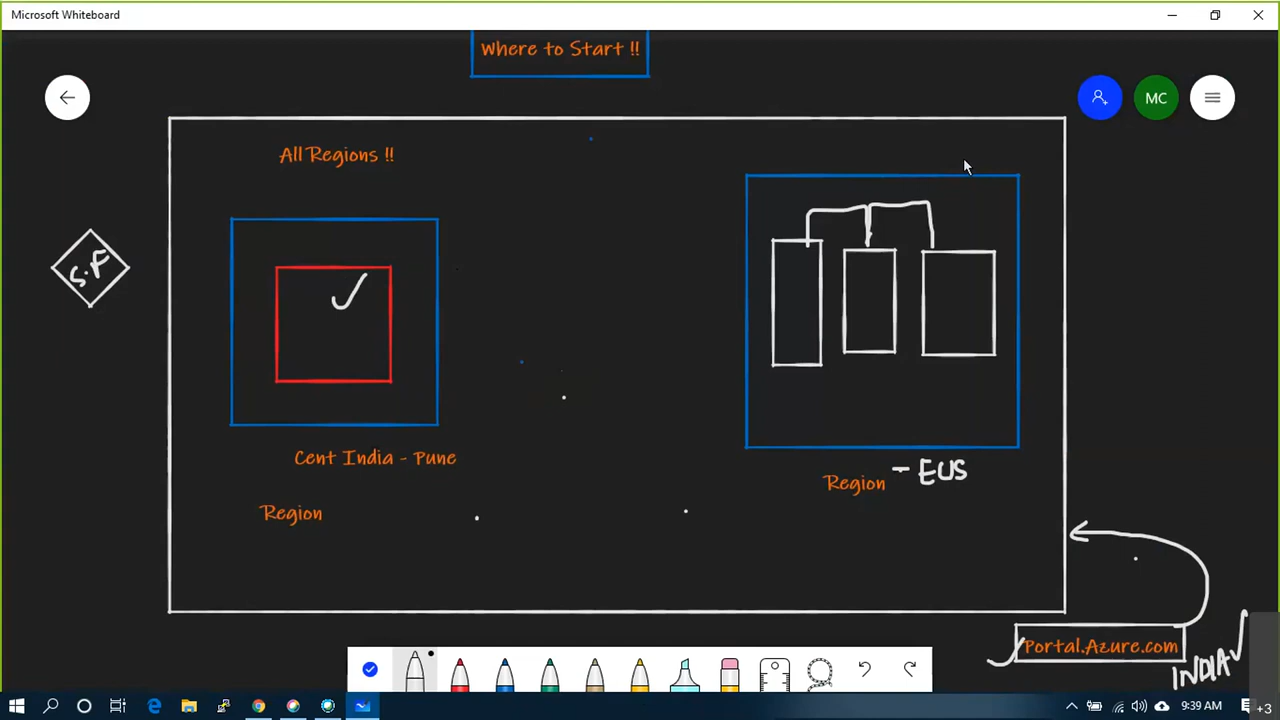 Microsoft Whiteboard
Where to Start !!
MC
All Regions !!
S.F
Cent India - Pune
Region - EUS
Region
Portal.Azure.com
INDIA
9:39 AM
+3